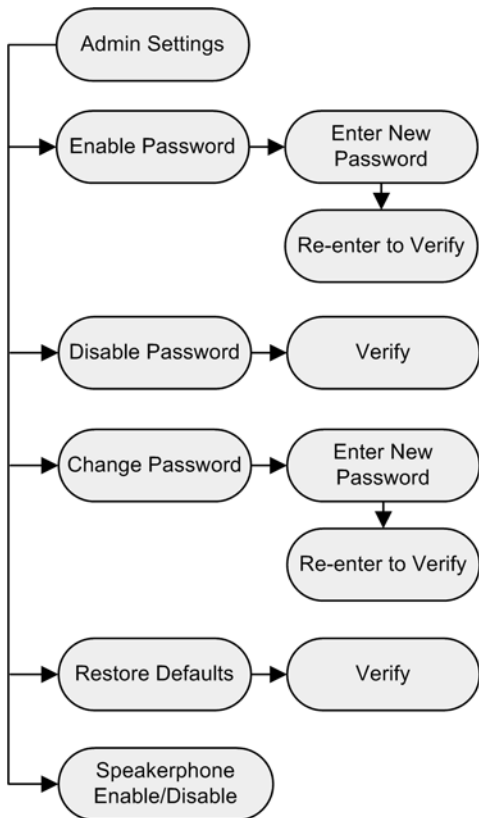 Admin Settings
Enable Password
Enter New
Password
Re-enter to Verify
Disable Password
Verify
Change Password
Enter New
Password
Re-enter to Verify
Restore Defaults
Verify
Speakerphone
Enable/Disable